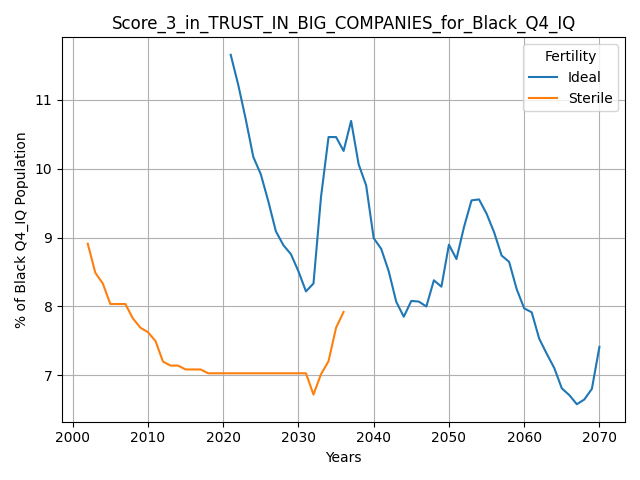 Score_3_in_TRUST_IN_BIG_COMPANIES_for_Black_Q4_IQ
Fertility
Ideal
Sterile
% of Black Q4_IQ Population
11
10
9
8
7
2000 2010 2020 2030 2040 2050 2060 2070
Years